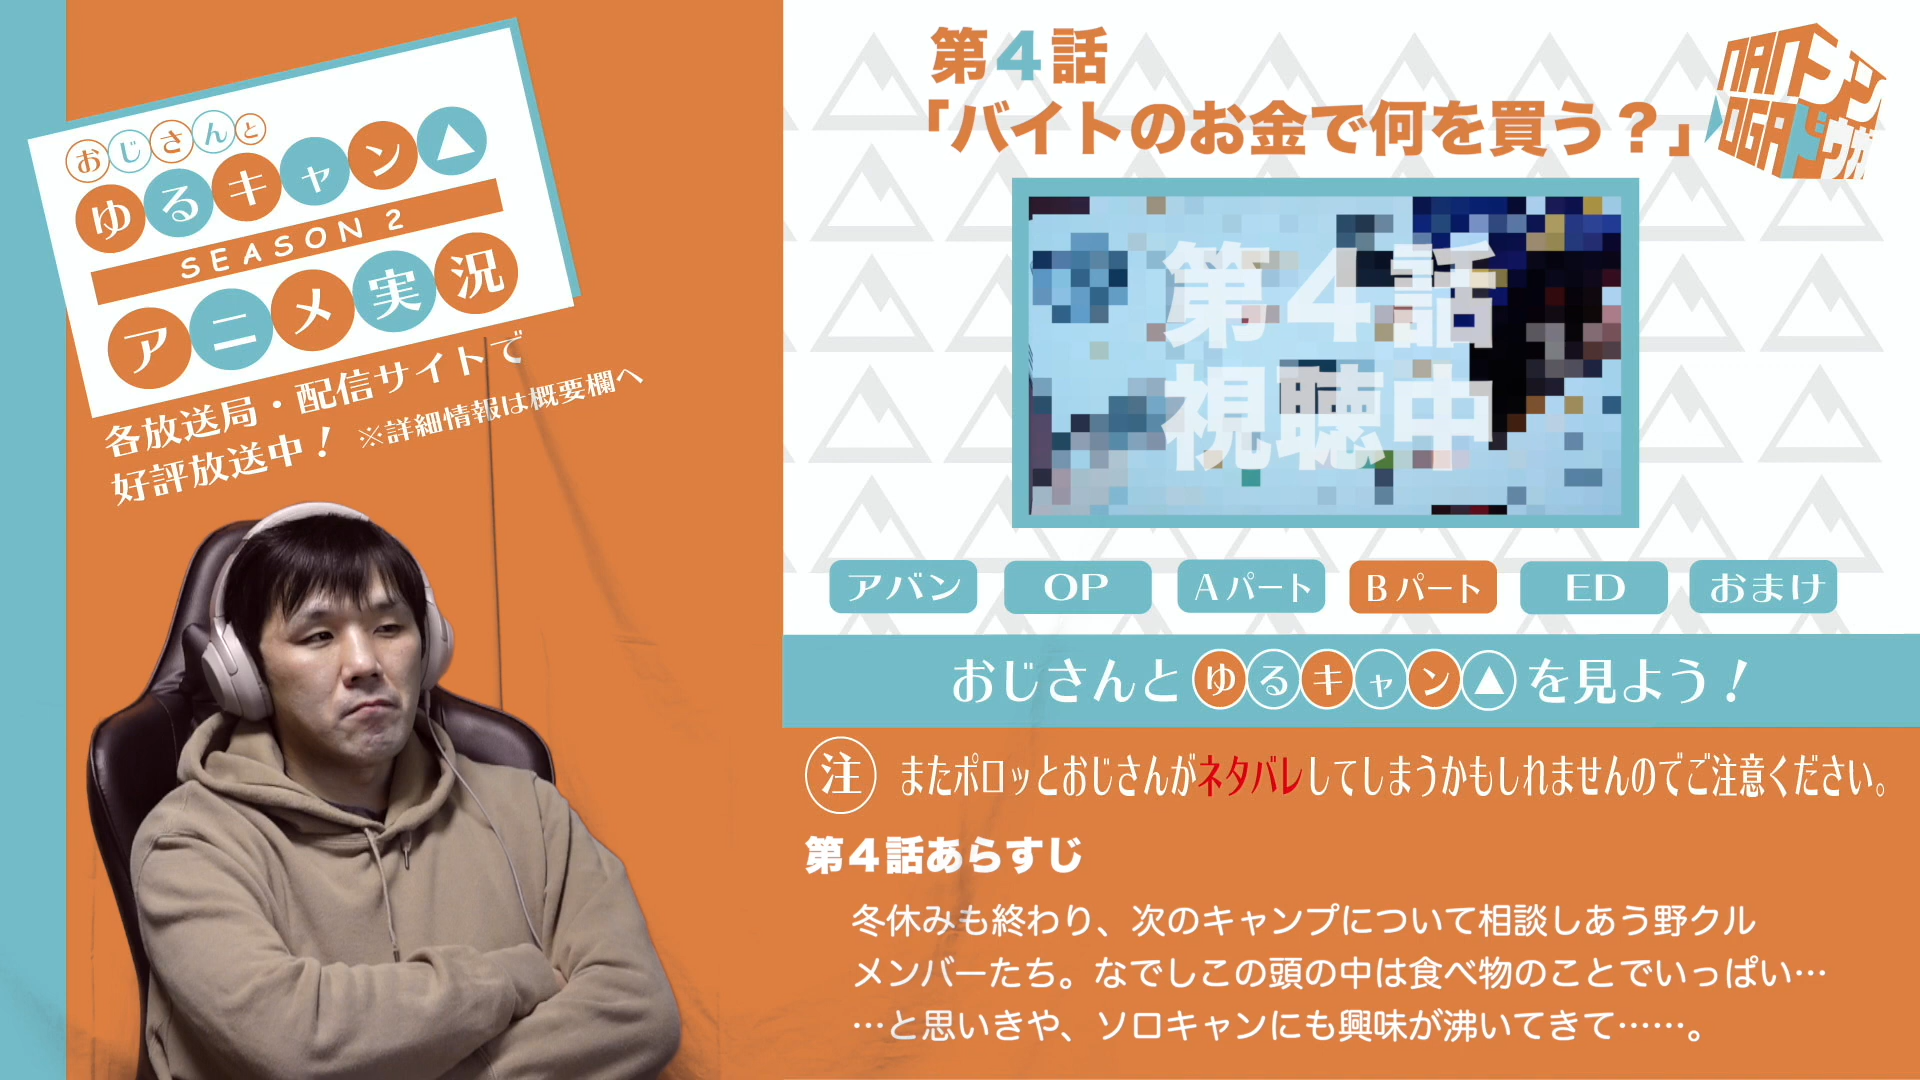 おじさんと
ゆるキャン△
SEASON 2
アニメ実況
各放送局・配信サイトで
好評放送中！ ※詳細情報は概要欄へ
第4話
「バイトのお金で何を買う？」
第4話
視聴中
アバン OP Aパート Bパート ED おまけ
おじさんとゆるキャン▲を見よう！
注 またポロッとおじさんがネタバレしてしまうかもしれませんのでご注意ください。
第4話あらすじ
冬休みも終わり、次のキャンプについて相談しあう野クル
メンバーたち。なでしこの頭の中は食べ物のことでいっぱい…
…と思いきや、ソロキャンにも興味が沸いてきて……。